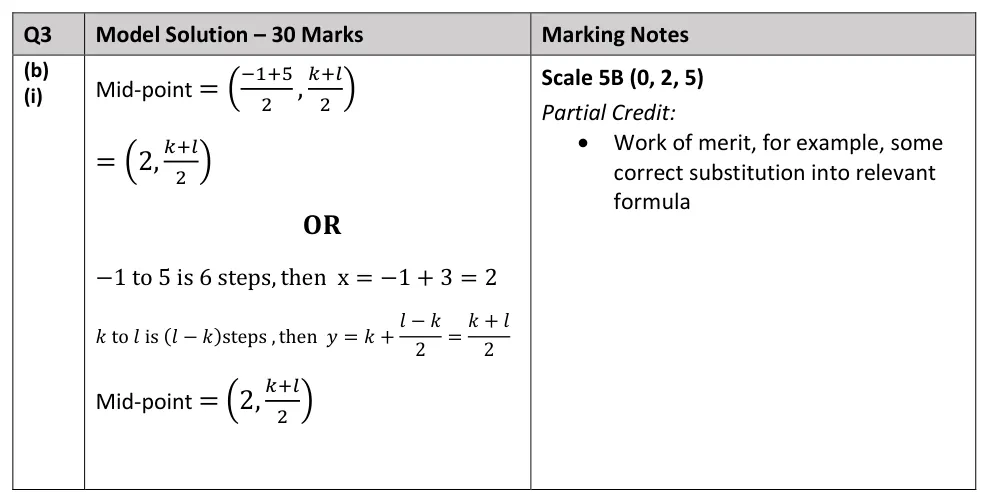 Q3 Model Solution – 30 Marks Marking Notes
(b)
(i)
Mid-point = (−1+5/2, k+l/2)
= (2, k+l/2)
OR
−1 to 5 is 6 steps, then x = −1 + 3 = 2
k to l is (l − k)steps , then y = k + l − k/2 = k + l/2
Mid-point = (2, k+l/2)
Scale 5B (0, 2, 5)
Partial Credit:
• Work of merit, for example, some
correct substitution into relevant
formula